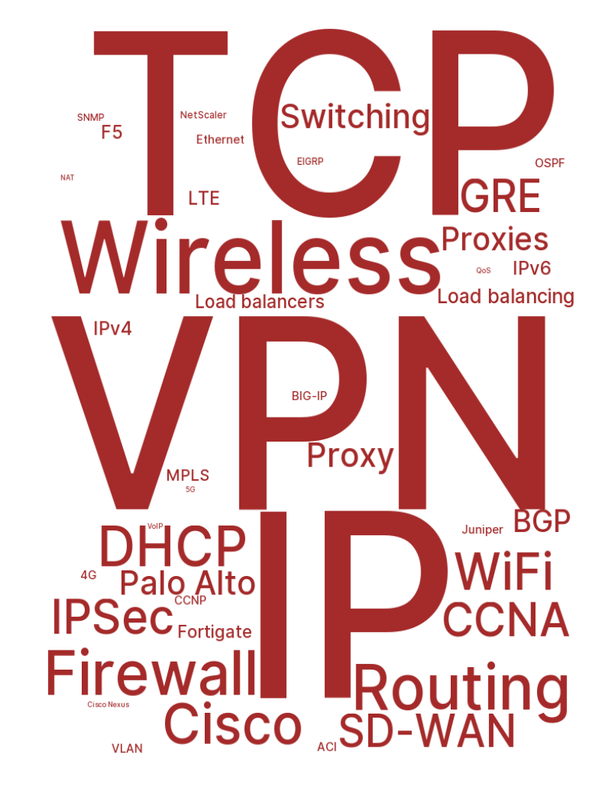 TCP
Switching
SNMP
NetScaler
F5
Ethernet
EIGRP
OSPF
NAT
LTE
GRE
Wireless
Proxies
QoS
IPv6
Load balancers
Load balancing
VPN
IPv4
BIG-IP
Proxy
MPLS
5G
IP
BGP
VoIP
Juniper
DHCP
WiFi
4G
Palo Alto
CCNP
IPSec
CCNA
Fortigate
Firewall
Routing
Cisco Nexus
Cisco
SD-WAN
VLAN
ACI